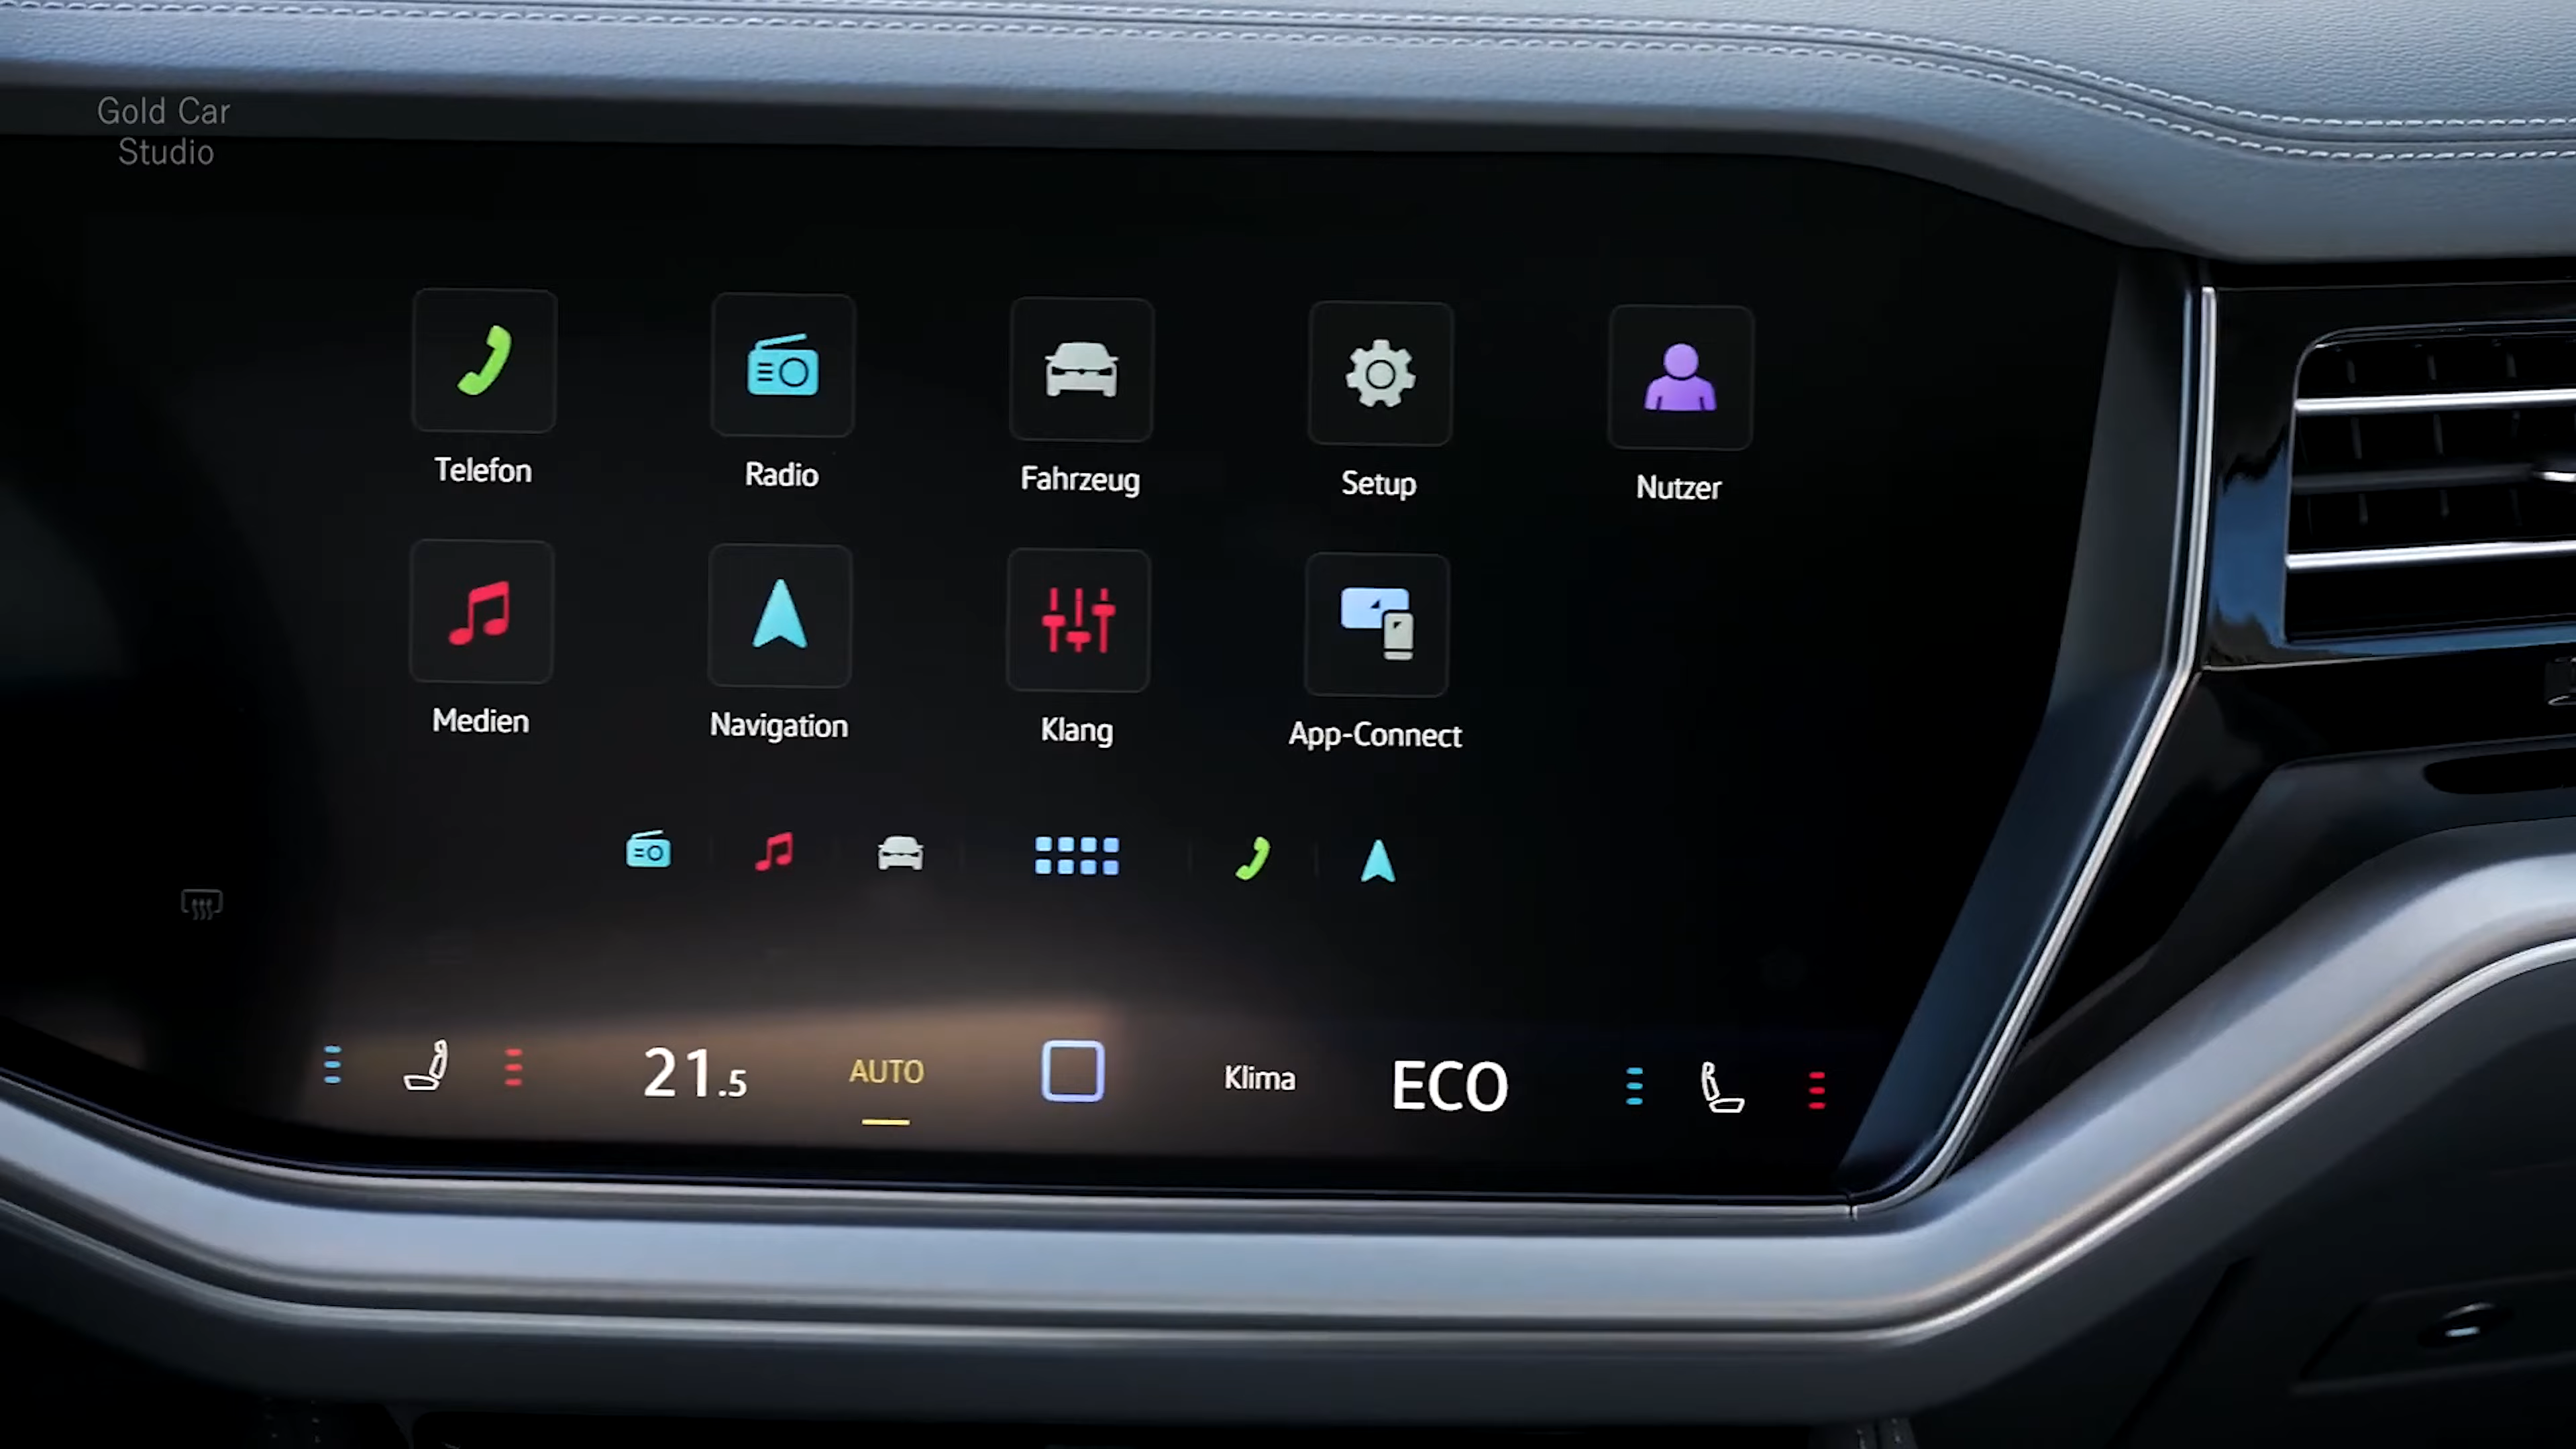 Gold Car
Studio
Telefon
Radio
Fahrzeug
Setup
Nutzer
Medien
Navigation
Klang
App-Connect
21.5
AUTO
Klima
ECO